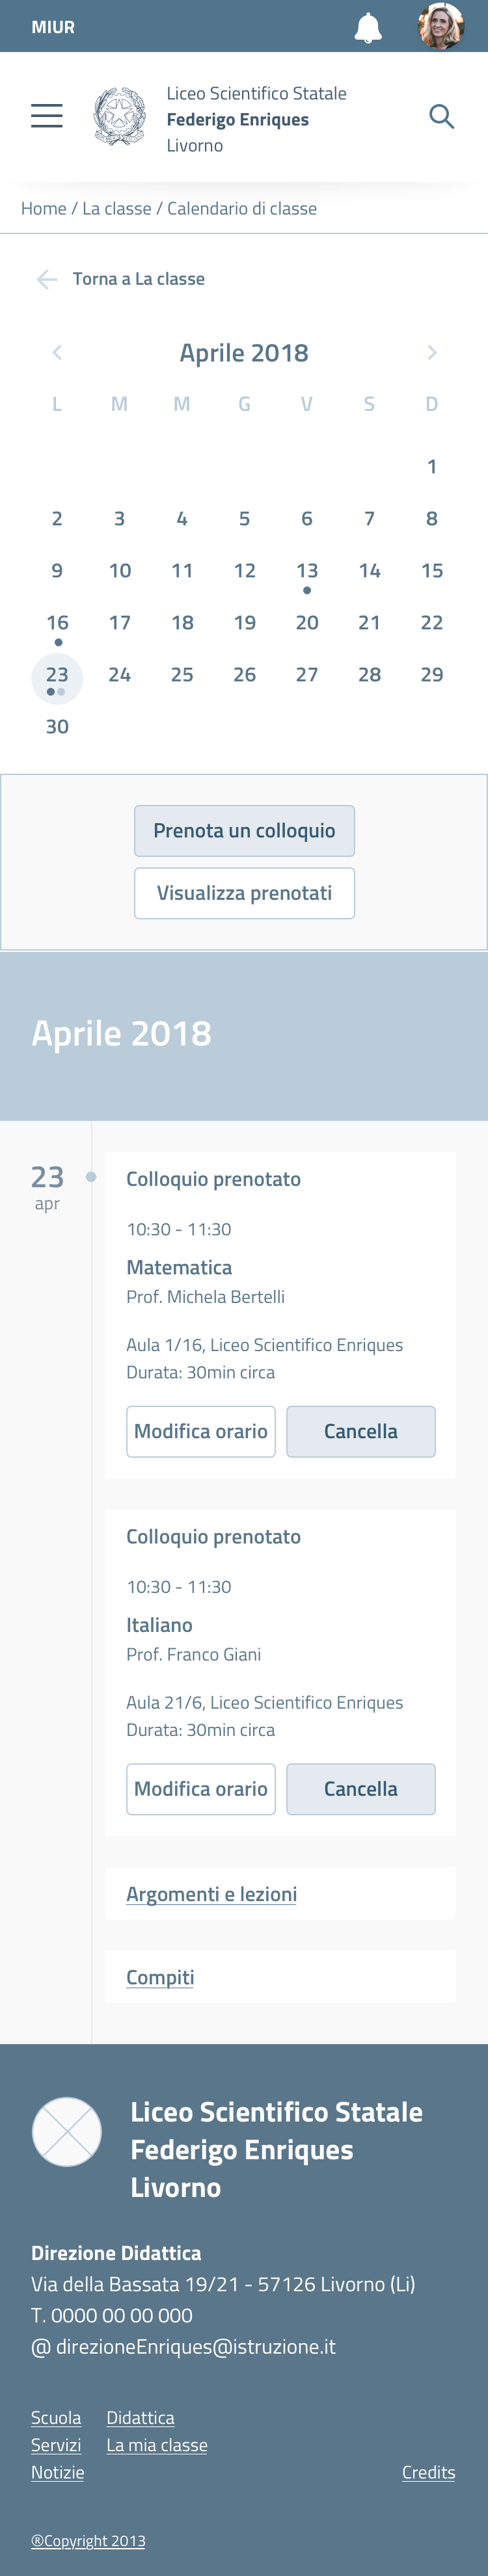 MIUR
Liceo Scientifico Statale
Federigo Enriques
Livorno
Home / La classe / Calendario di classe
Torna a La classe
Aprile 2018
L M M G V S D
1
2 3 4 5 6 7 8
9 10 11 12 13 14 15
16 17 18 19 20 21 22
23 24 25 26 27 28 29
30
Prenota un colloquio
Visualizza prenotati
Aprile 2018
23
apr
Colloquio prenotato
10:30 - 11:30
Matematica
Prof. Michela Bertelli
Aula 1/16, Liceo Scientifico Enriques
Durata: 30min circa
Modifica orario Cancella
Colloquio prenotato
10:30 - 11:30
Italiano
Prof. Franco Giani
Aula 21/6, Liceo Scientifico Enriques
Durata: 30min circa
Modifica orario Cancella
Argomenti e lezioni
Compiti
Liceo Scientifico Statale
Federigo Enriques
Livorno
Direzione Didattica
Via della Bassata 19/21 - 57126 Livorno (Li)
T. 0000 00 00 000
@ direzioneEnriques@istruzione.it
Scuola Didattica
Servizi La mia classe
Notizie Credits
®Copyright 2013